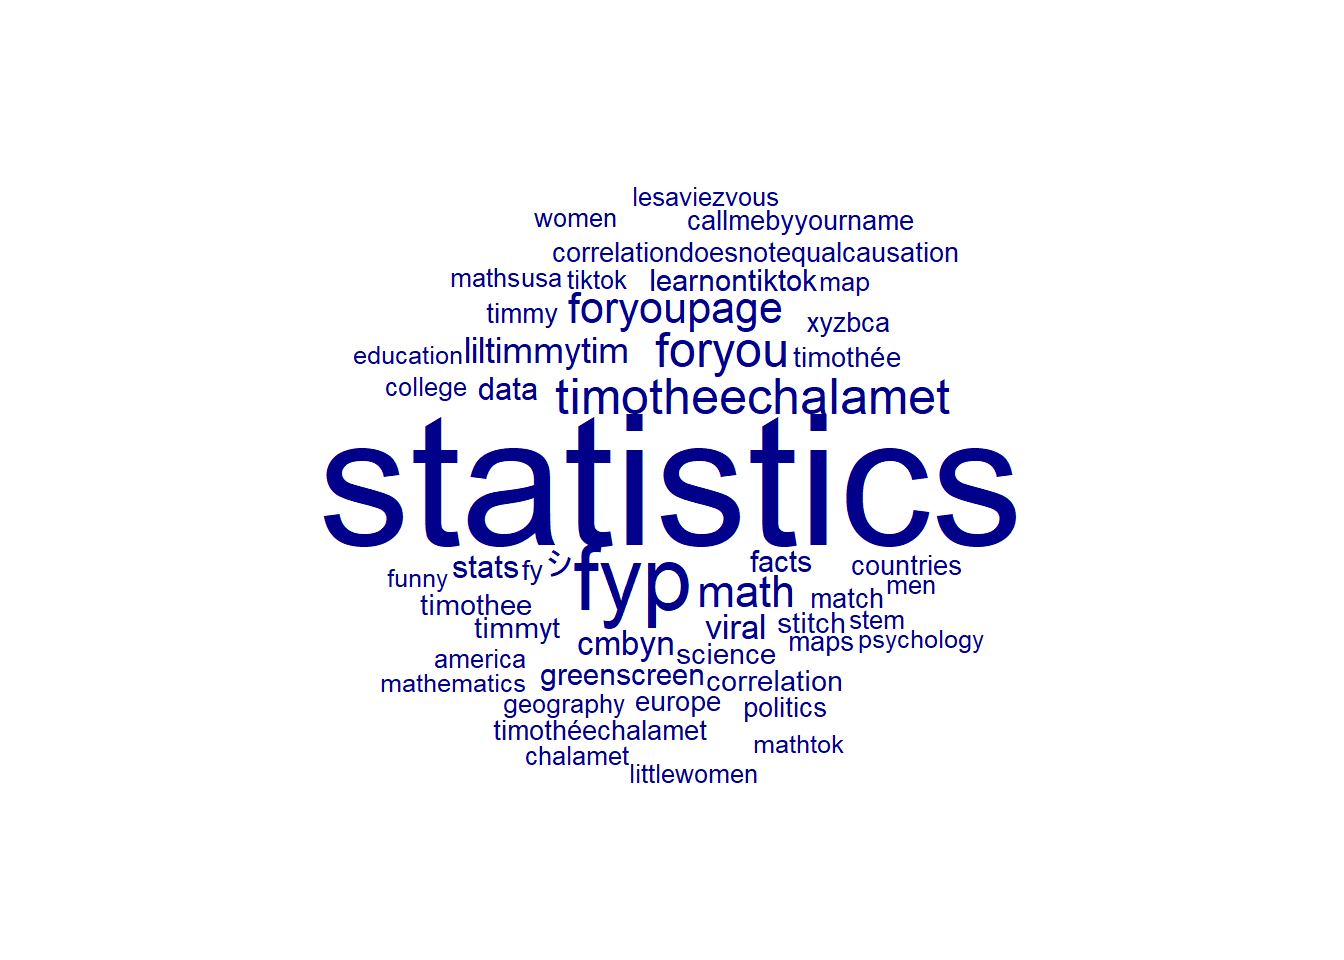 lesaviezvous
women callmebyyourname
correlationdoesnotequalcausation
maths usa tiktok learnontiktok map
timmy foryoupage xyzbca
education liltimmytim foryou timothée
college data timotheechalamet
statistics
funny stats fy シ fyp facts countries
timothee math match men
timmyt cmbyn viral stitch stem
america science maps psychology
mathematics greenscreen correlation
geography europe politics
timothéechalamet mathtok
chalamet littlewomen